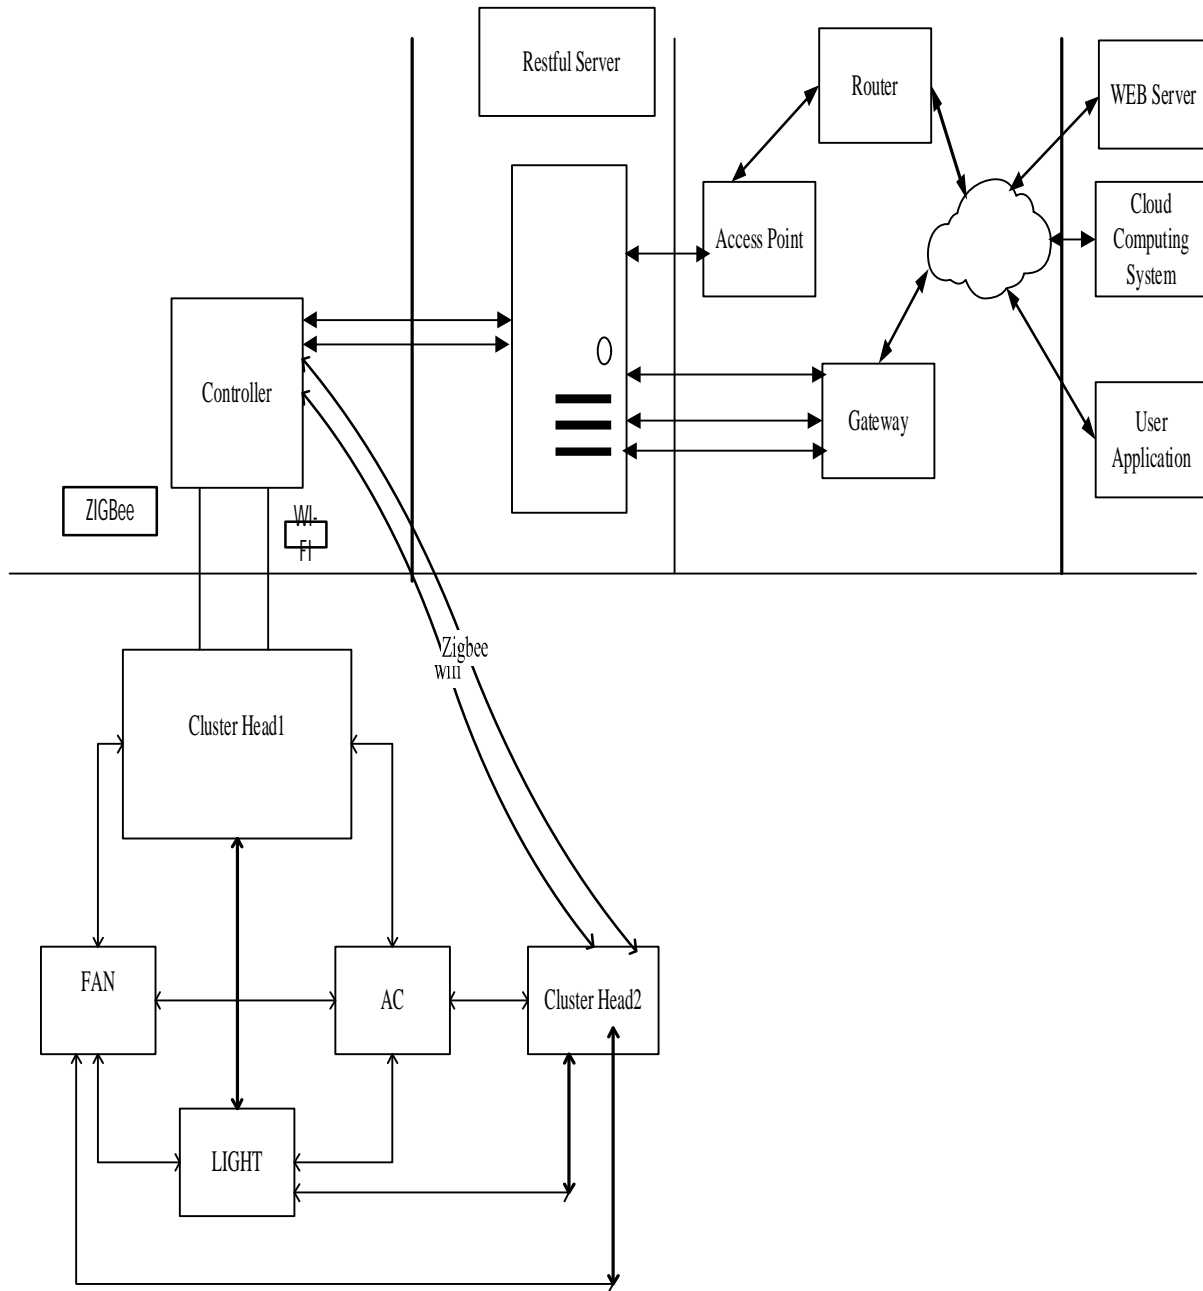 Restful Server
Router
WEB Server
Access Point
Cloud
Computing
System
Controller
Gateway
User
Application
ZIGBee
WI-
FI
Zigbee
Cluster Head1
FAN
AC
Cluster Head2
LIGHT